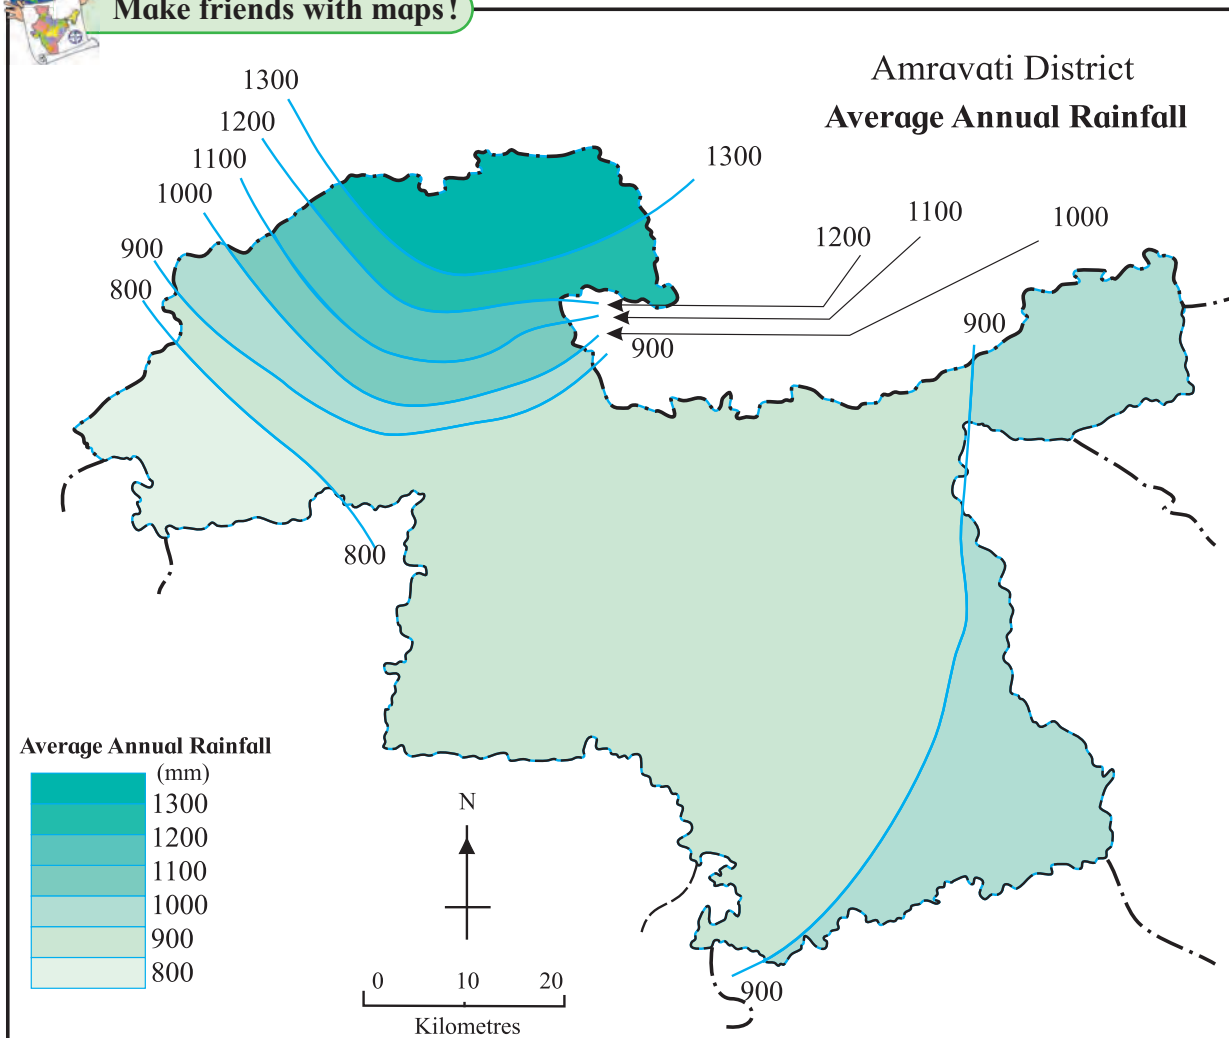 Make friends with maps!
Amravati District
Average Annual Rainfall
1300
1200
1100
1000
900
800
1300
1200
1100
1000
900
900
800
900
Average Annual Rainfall
(mm)
1300
1200
1100
1000
900
800
N
0 10 20
Kilometres